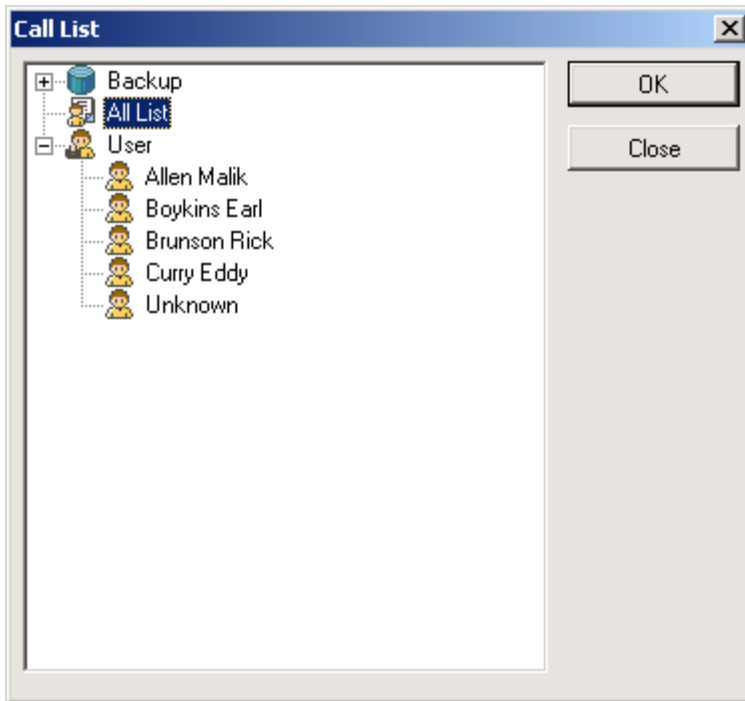 Call List
Backup
All List
User
Allen Malik
Boykins Earl
Brunson Rick
Curry Eddy
Unknown
OK
Close